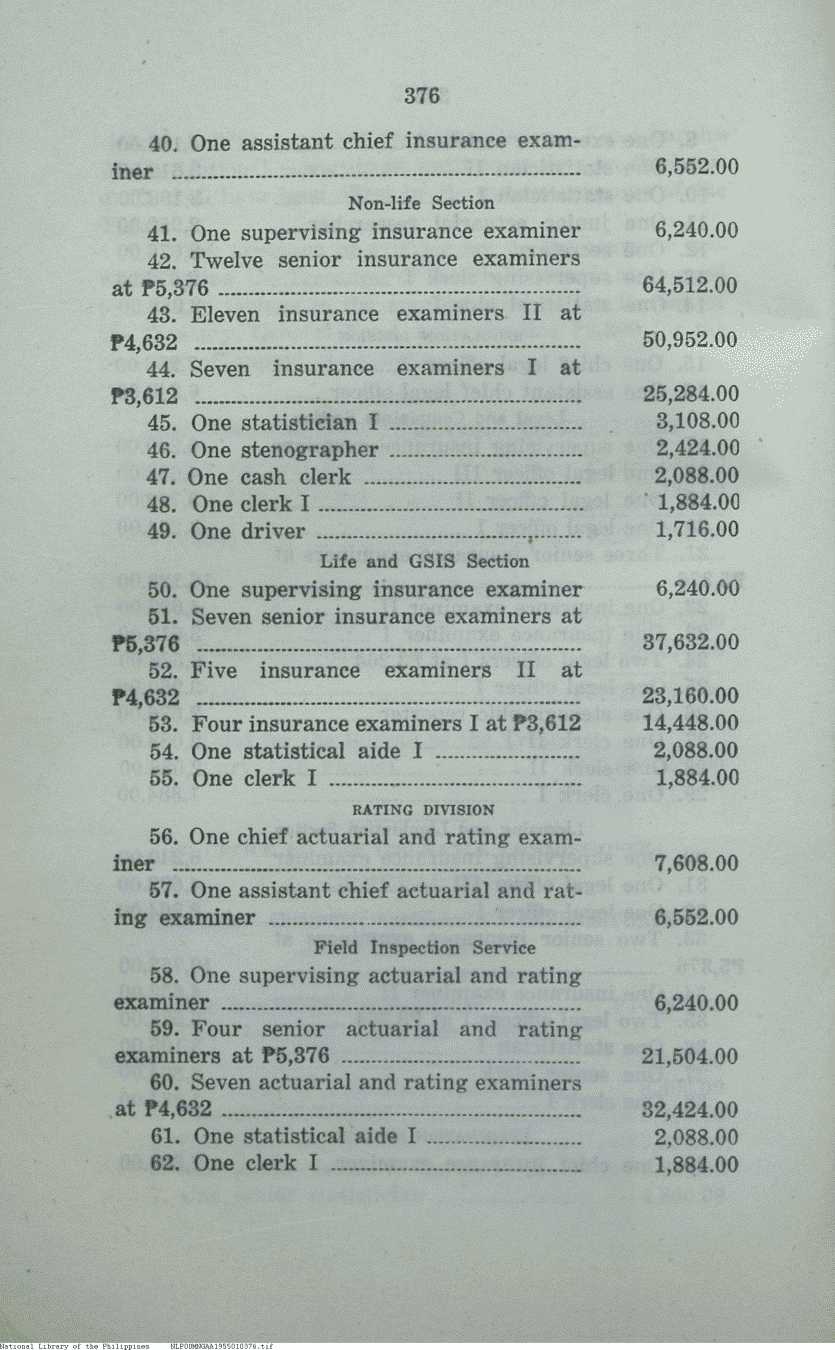 376
40. One assistant chief insurance exam-
iner ............ 6,552.00
Non-life Section
41. One supervising insurance examiner 6,240.00
42. Twelve senior insurance examiners
at ₱5,376 ............ 64,512.00
43. Eleven insurance examiners II at
₱4,632 ............ 50,952.00
44. Seven insurance examiners I at
₱3,612 ............ 25,284.00
45. One statistician I ............ 3,108.00
46. One stenographer ............ 2,424.00
47. One cash clerk ............ 2,088.00
48. One clerk I ............ 1,884.00
49. One driver ............ 1,716.00
Life and GSIS Section
50. One supervising insurance examiner 6,240.00
51. Seven senior insurance examiners at
₱5,376 ............ 37,632.00
52. Five insurance examiners II at
₱4,632 ............ 23,160.00
53. Four insurance examiners I at ₱3,612 14,448.00
54. One statistical aide I ............ 2,088.00
55. One clerk I ............ 1,884.00
RATING DIVISION
56. One chief actuarial and rating exam-
iner ............ 7,608.00
57. One assistant chief actuarial and rat-
ing examiner ............ 6,552.00
Field Inspection Service
58. One supervising actuarial and rating
examiner ............ 6,240.00
59. Four senior actuarial and rating
examiners at ₱5,376 ............ 21,504.00
60. Seven actuarial and rating examiners
at ₱4,632 ............ 32,424.00
61. One statistical aide I ............ 2,088.00
62. One clerk I ............ 1,884.00
National Library of the Philippines NLPOOMNGAA1955010376.tif